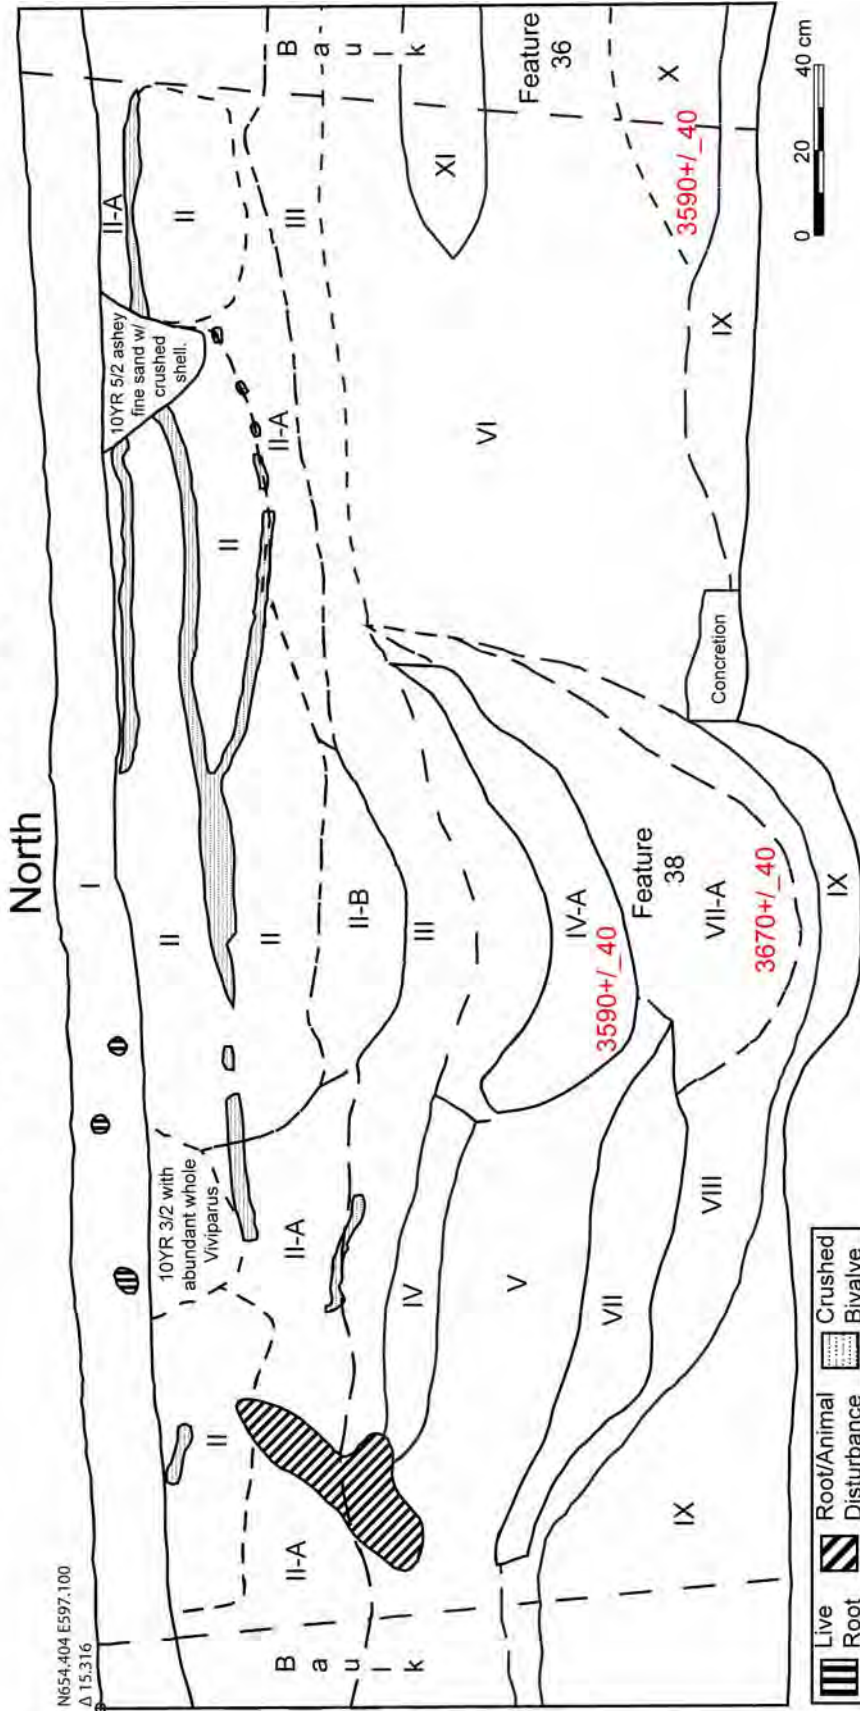 North
N654.404 E597.100
Δ 15.316
I
II-A
10YR 5/2 ashey
fine sand w/
crushed
shell.
II
II
II
II
II
10YR 3/2 with
abundant whole
Viviparus
II-A
II-A
II-A
II-B
III
III
B
a
u
l
k
B
a
u
l
k
IV
IV-A
3590+/_40
V
VI
XI
Feature
36
X
3590+/_40
VII
Feature
38
VII-A
3670+/_40
VIII
Concretion
IX
IX
IX
0 20 40 cm
Live
Root
Root/Animal
Disturbance
Crushed
Bivalve